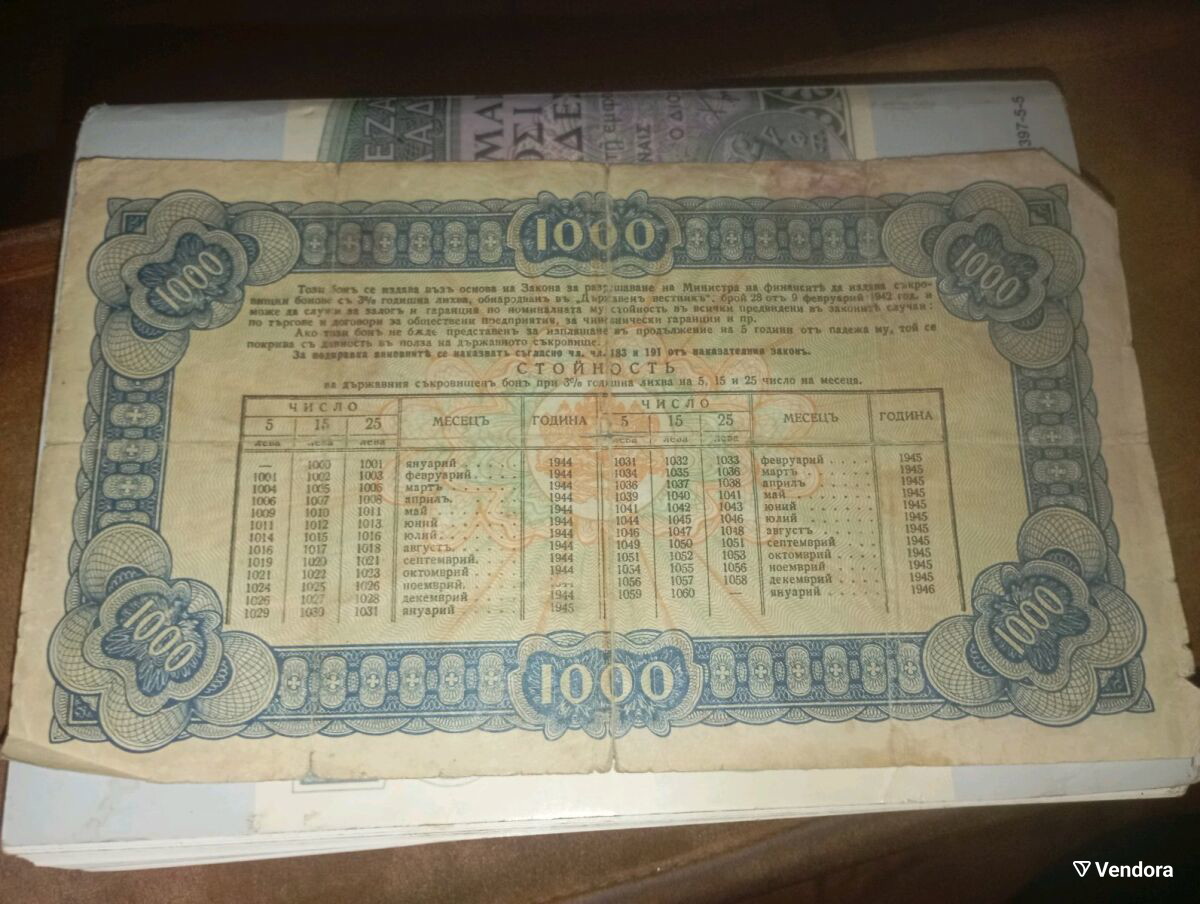 ΕΖΑ
ΜΑ
ΟΣΙ
ΑΔΕΣ
ΝΑΙΣ
Ο ΔΙΟ
397-5-5
1000
1000
1000
Този бонъ се издава възъ основа на Закона за разрешаване на Министра на финансите да издава съкро-
вищни бонове съ 3% годишна лихва, обнародванъ въ „Държавенъ вестникъ", брой 28 отъ 9 февруарий 1942 год. и
може да служи за залогъ и гаранция по номиналната му стойность въ всички предвидени въ законите случаи:
по търгове и договори за обществени предприятия, за чиновнически гаранции и пр.
Ако този бонъ не бѫде представенъ за изплащане въ продължение на 5 години отъ падежа му, той се
покрива съ давность въ полза на държавното съкровище.
За подправка виновните се наказватъ съгласно чл. чл. 183 и 191 отъ наказателния законъ.
СТОЙНОСТЬ
на държавния съкровищенъ бонъ при 3% годишна лихва на 5, 15 и 25 число на месеца.
ЧИСЛО МЕСЕЦЪ ГОДИНА ЧИСЛО МЕСЕЦЪ ГОДИНА
5 15 25 5 15 25
лева лева лева лева лева лева
— 1000 1001 януарий . . . . 1944 1031 1032 1033 февруарий . . . . 1945
1001 1002 1003 февруарий . . . 1944 1034 1035 1036 мартъ . . . . 1945
1004 1005 1006 мартъ . . . . 1944 1036 1037 1038 априлъ . . . . 1945
1006 1007 1008 априлъ. . . . 1944 1039 1040 1041 май . . . . 1945
1009 1010 1011 май . . . . 1944 1041 1042 1043 юний . . . . 1945
1011 1012 1013 юний . . . . 1944 1044 1045 1046 юлий . . . . 1945
1014 1015 1016 юлий . . . . 1944 1046 1047 1048 августъ . . . . 1945
1016 1017 1018 августъ. . . . 1944 1049 1050 1051 септемврий . . . . 1945
1019 1020 1021 септемврий. . . 1944 1051 1052 1053 октомврий . . . . 1945
1021 1022 1023 октомврий . . . 1944 1054 1055 1056 ноемврий . . . . 1945
1024 1025 1026 ноемврий. . . . 1056 1057 1058 декемврий . . . . 1945
1026 1027 1028 декемврий . . . 1944 1059 1060 — януарий . . . . 1946
1029 1030 1031 януарий . . . . 1945
1000
1000
1000
Vendora